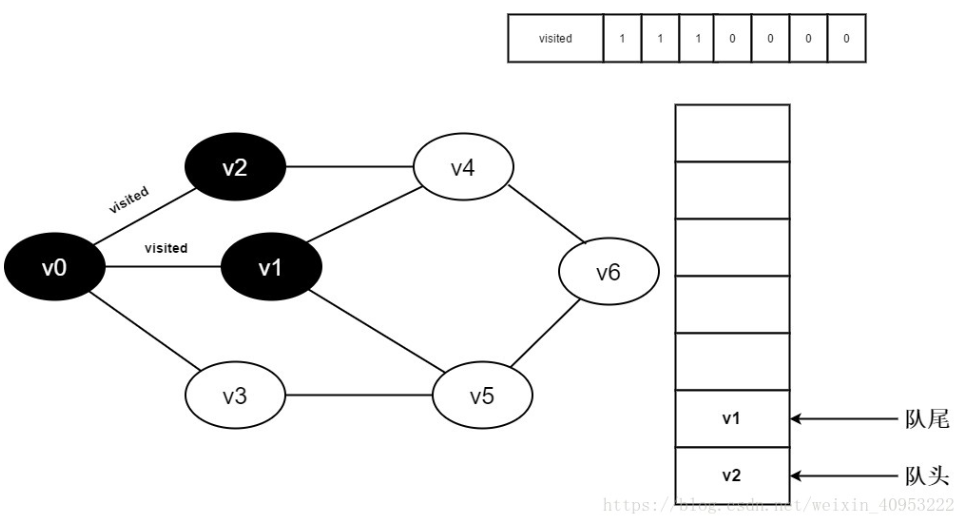 visited 1 1 1 0 0 0 0
v2 v4
visited
visited
v0 v1 v6
v3 v5
v1 队尾
v2 队头
https://blog.csdn.net/weixin_40953222